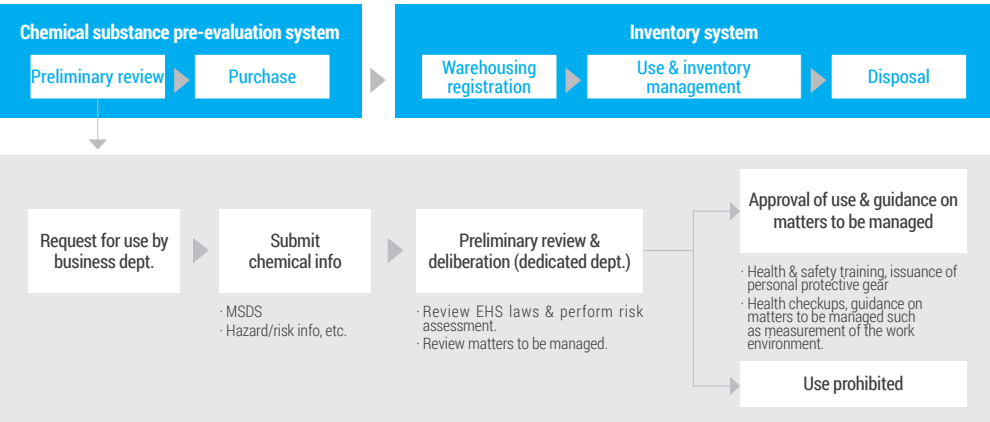 Chemical substance pre-evaluation system
Preliminary review
Purchase
Inventory system
Warehousing
registration
Use & inventory
management
Disposal
Request for use by
business dept.
Submit
chemical info
· MSDS
· Hazard/risk info, etc.
Preliminary review &
deliberation (dedicated dept.)
· Review EHS laws & perform risk
assessment.
· Review matters to be managed.
Approval of use & guidance on
matters to be managed
· Health & safety training, issuance of
personal protective gear
· Health checkups, guidance on
matters to be managed such
as measurement of the work
environment.
Use prohibited